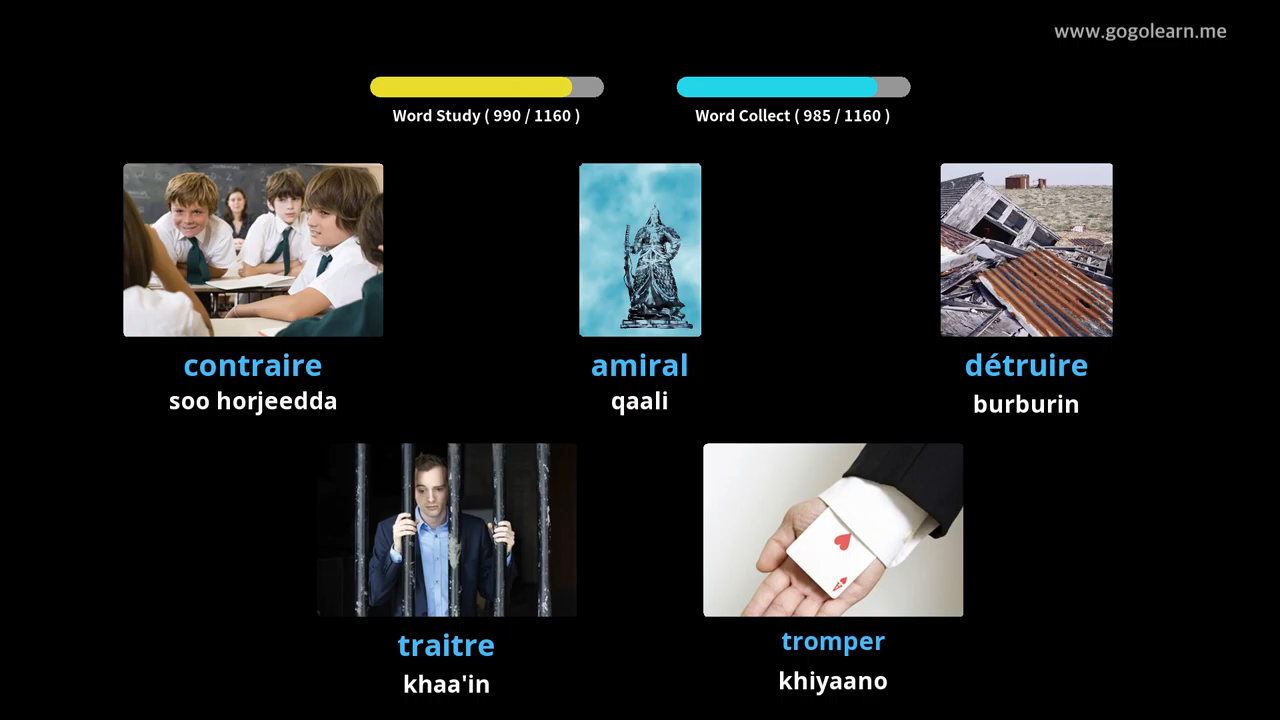 www.gogolearn.me
Word Study ( 990 / 1160 )
Word Collect ( 985 / 1160 )
contraire
soo horjeedda
amiral
qaali
détruire
burburin
traitre
khaa'in
tromper
khiyaano